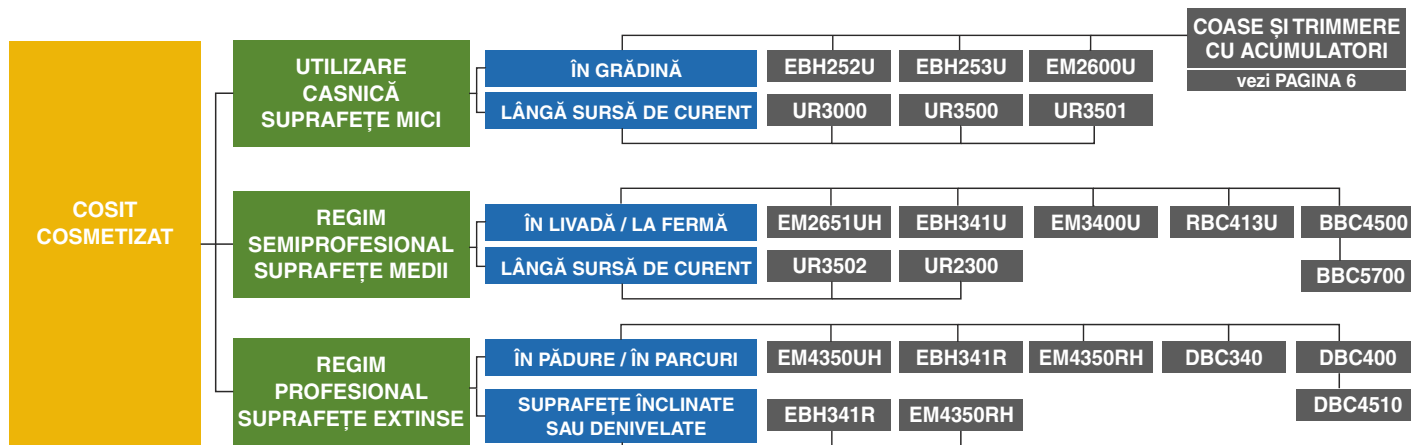 COSIT
COSMETIZAT
UTILIZARE
CASNICĂ
SUPRAFEȚE MICI
ÎN GRĂDINĂ
EBH252U
EBH253U
EM2600U
COASE ȘI TRIMMERE
CU ACUMULATORI
vezi PAGINA 6
LÂNGĂ SURSĂ DE CURENT
UR3000
UR3500
UR3501
REGIM
SEMIPROFESIONAL
SUPRAFEȚE MEDII
ÎN LIVADĂ / LA FERMĂ
EM2651UH
EBH341U
EM3400U
RBC413U
BBC4500
BBC5700
LÂNGĂ SURSĂ DE CURENT
UR3502
UR2300
REGIM
PROFESIONAL
SUPRAFEȚE EXTINSE
ÎN PĂDURE / ÎN PARCURI
EM4350UH
EBH341R
EM4350RH
DBC340
DBC400
DBC4510
SUPRAFEȚE ÎNCLINATE
SAU DENIVELATE
EBH341R
EM4350RH